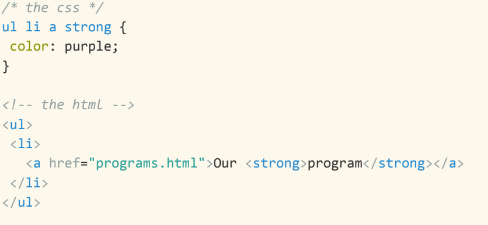 /* the css */
ul li a strong {
 color: purple;
}

<!-- the html -->
<ul>
 <li>
   <a href="programs.html">Our <strong>program</strong></a>
 </li>
</ul>